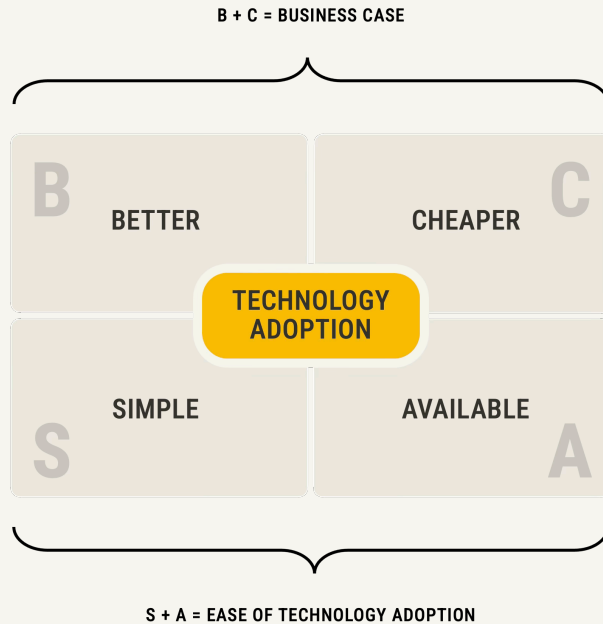 B + C = BUSINESS CASE
B
C
BETTER
CHEAPER
TECHNOLOGY
ADOPTION
SIMPLE
AVAILABLE
S
A
S + A = EASE OF TECHNOLOGY ADOPTION